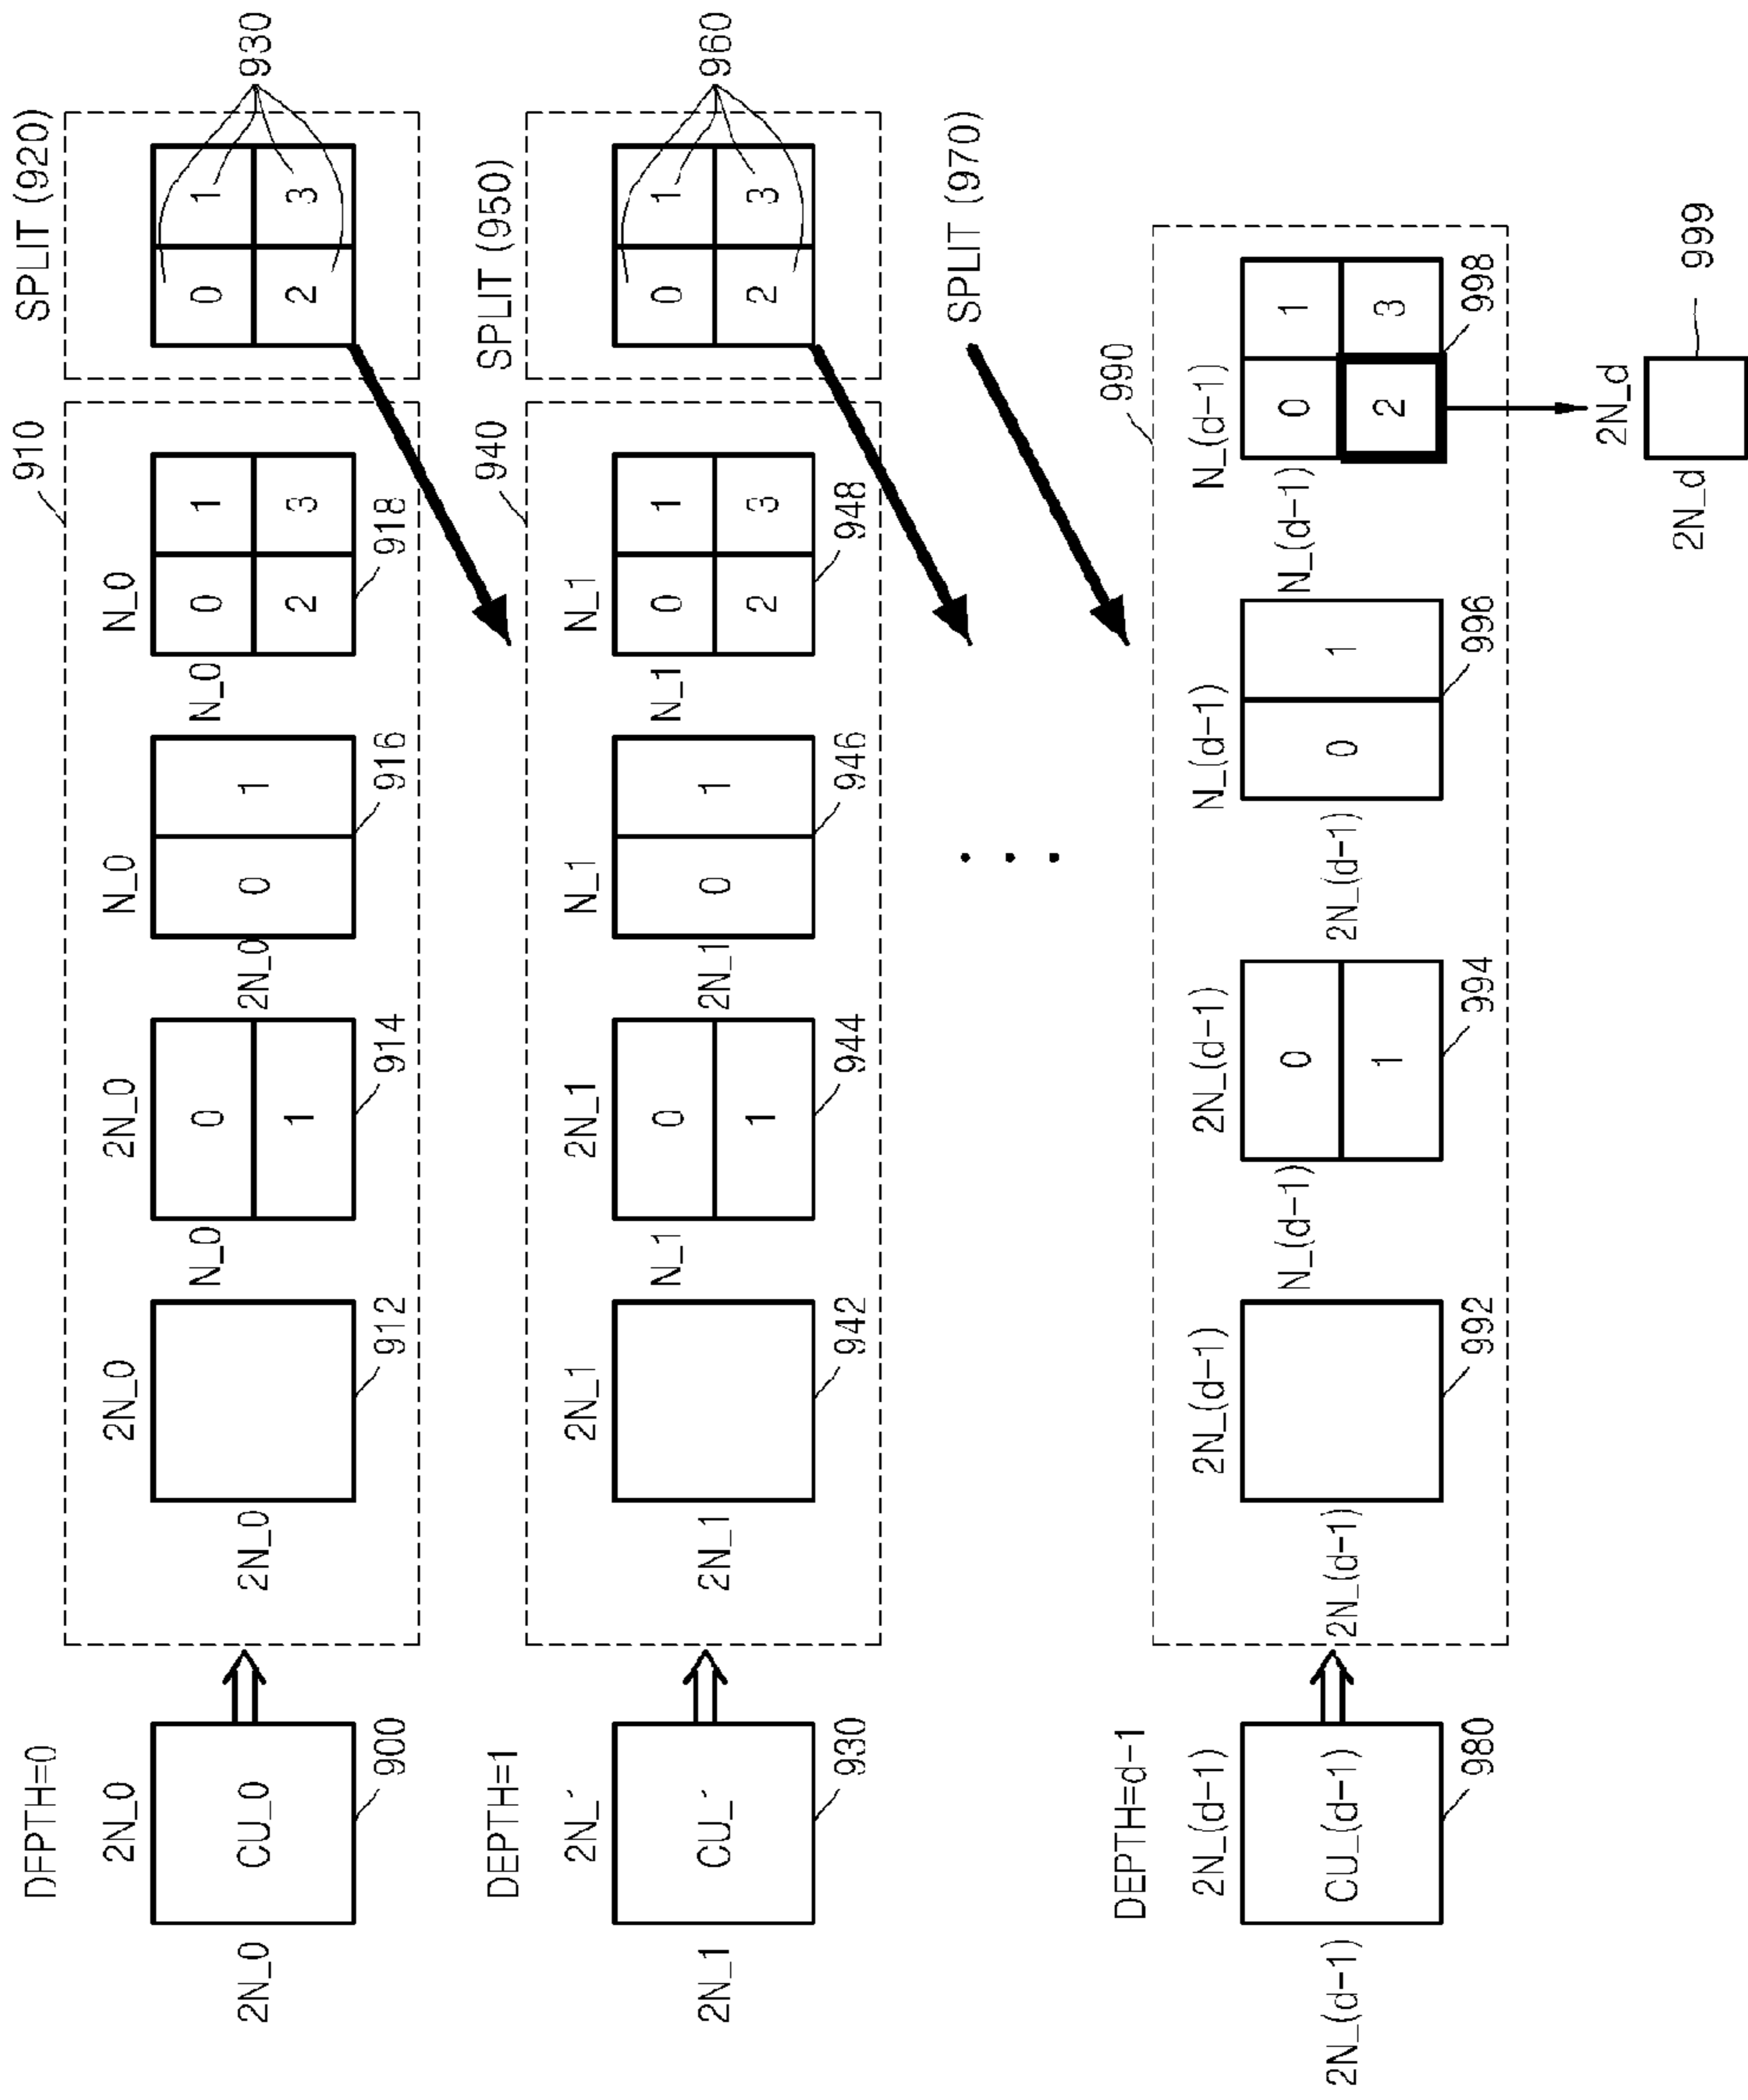 DEPTH=0
2N_0
2N_0
CU_0
900
910
2N_0
2N_0
912
2N_0
N_0
0
1
914
N_0
2N_0
0
1
916
N_0
N_0
0
1
2
3
918
SPLIT (920)
0
1
2
3
930
DEPTH=1
2N_1
2N_1
CU_1
930
940
2N_1
2N_1
942
2N_1
N_1
0
1
944
N_1
2N_1
0
1
946
N_1
N_1
0
1
2
3
948
SPLIT (950)
0
1
2
3
960
SPLIT (970)
DEPTH=d-1
2N_(d-1)
2N_(d-1)
CU_(d-1)
980
990
2N_(d-1)
2N_(d-1)
992
2N_(d-1)
N_(d-1)
0
1
994
N_(d-1)
2N_(d-1)
0
1
996
N_(d-1)
N_(d-1)
0
1
2
3
998
2N_d
2N_d
999